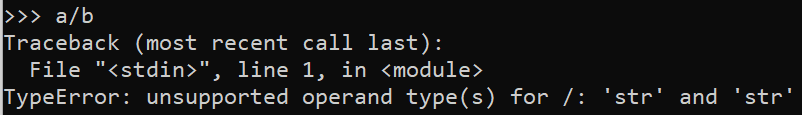 >>> a/b
Traceback (most recent call last):
  File "<stdin>", line 1, in <module>
TypeError: unsupported operand type(s) for /: 'str' and 'str'